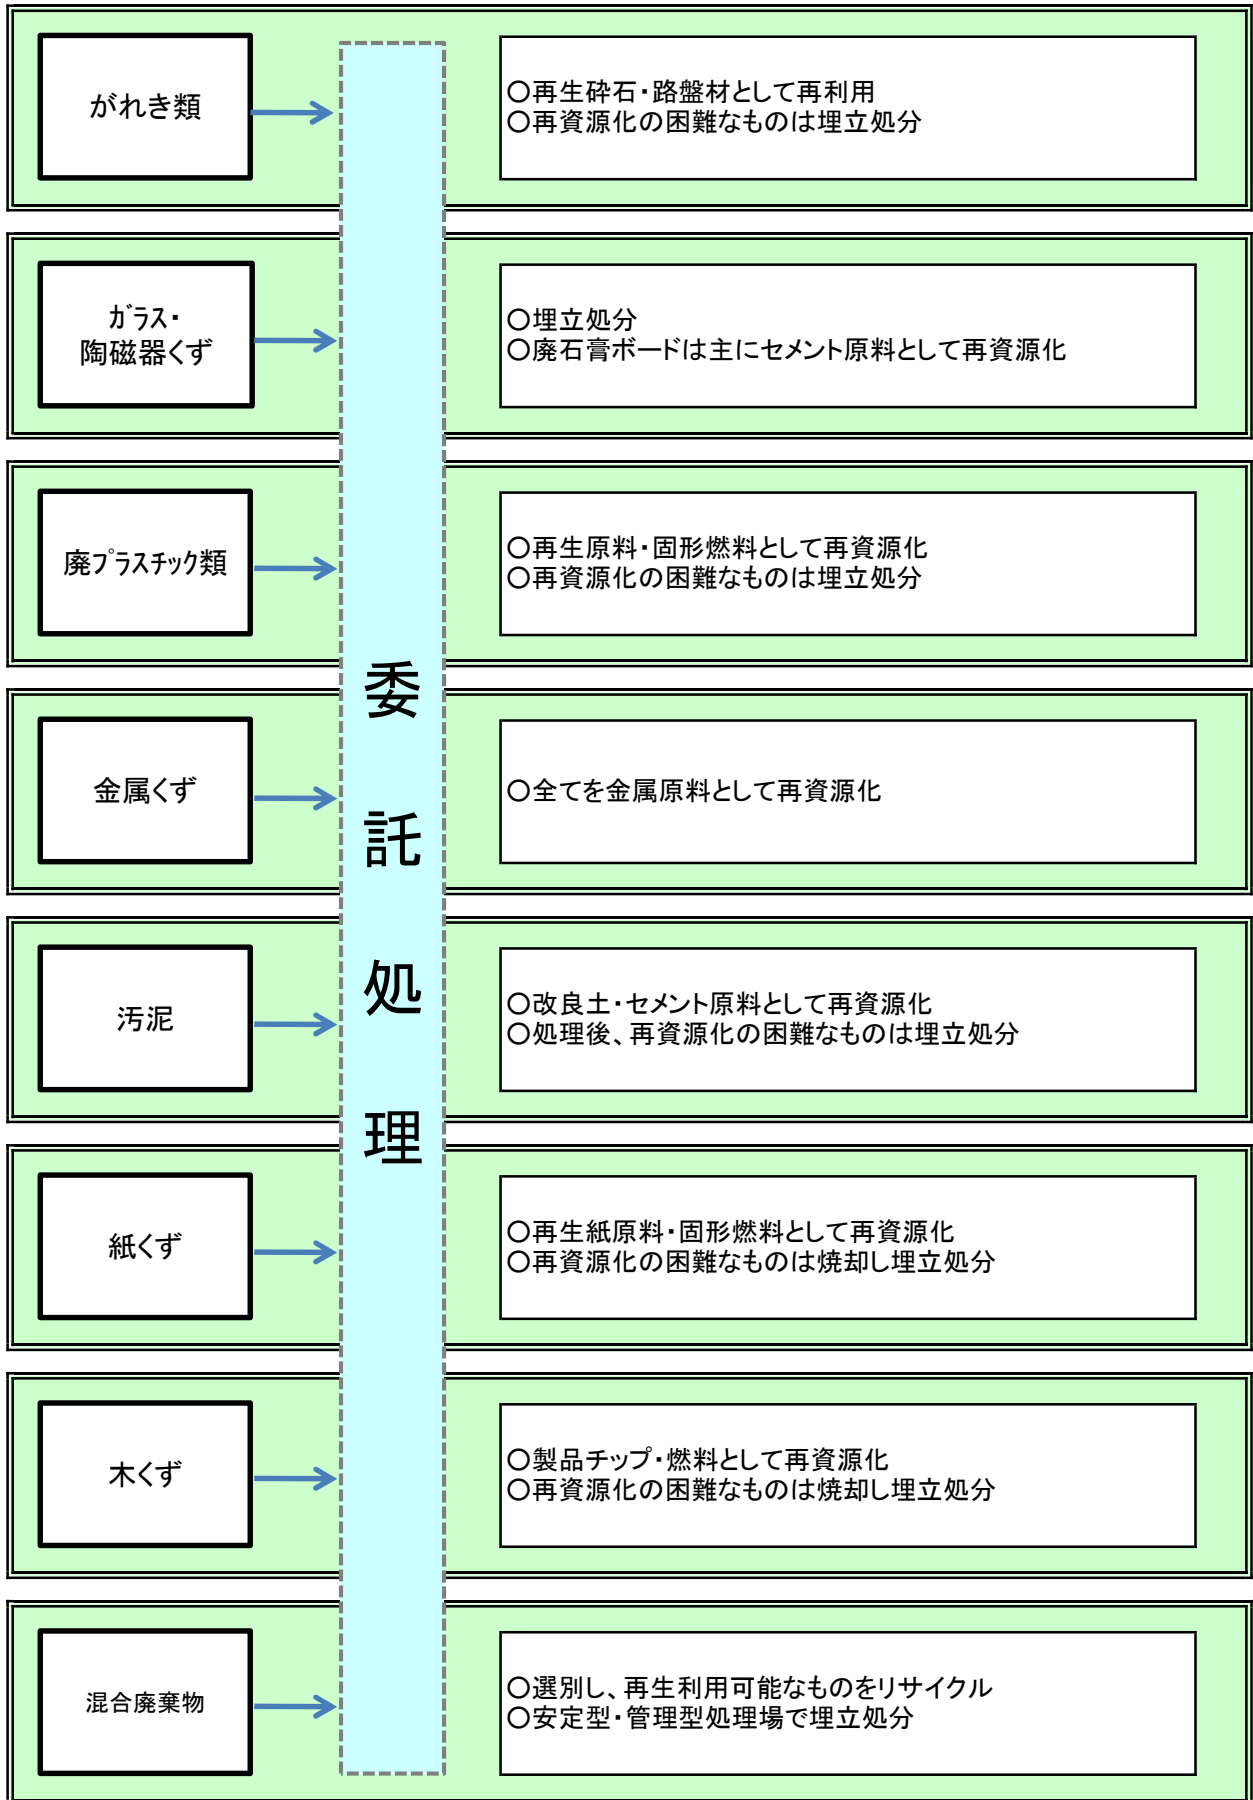 がれき類
○再生砕石・路盤材として再利用
○再資源化の困難なものは埋立処分
ｶﾞﾗｽ・
陶磁器くず
○埋立処分
○廃石膏ボードは主にセメント原料として再資源化
廃ﾌﾟﾗｽﾁｯｸ類
○再生原料・固形燃料として再資源化
○再資源化の困難なものは埋立処分
金属くず
○全てを金属原料として再資源化
汚泥
○改良土・セメント原料として再資源化
○処理後、再資源化の困難なものは埋立処分
紙くず
○再生紙原料・固形燃料として再資源化
○再資源化の困難なものは焼却し埋立処分
木くず
○製品チップ・燃料として再資源化
○再資源化の困難なものは焼却し埋立処分
混合廃棄物
○選別し、再生利用可能なものをリサイクル
○安定型・管理型処理場で埋立処分
委託処理